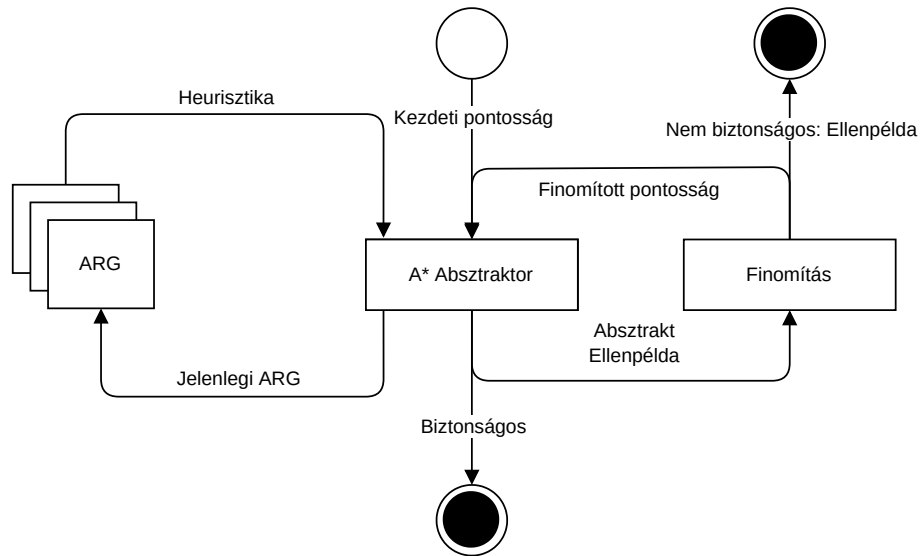 Heurisztika
Kezdeti pontosság
Nem biztonságos: Ellenpélda
Finomított pontosság
ARG
A* Absztraktor
Finomítás
Absztrakt
Ellenpélda
Jelenlegi ARG
Biztonságos